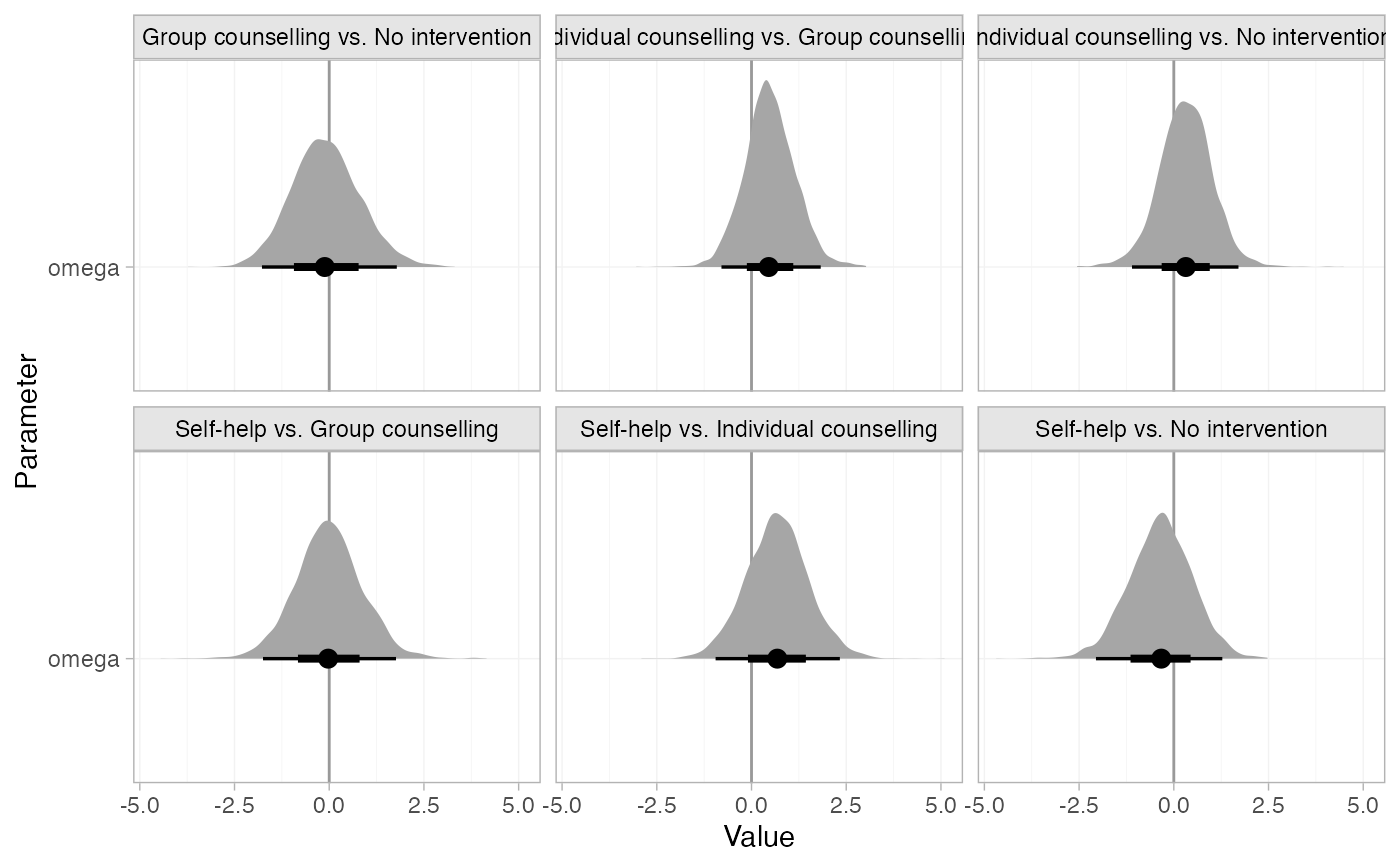 Group counselling vs. No intervention
dividual counselling vs. Group counselli
ndividual counselling vs. No intervention
omega
Self-help vs. Group counselling
Self-help vs. Individual counselling
Self-help vs. No intervention
omega
Parameter
-5.0 -2.5 0.0 2.5 5.0 -5.0 -2.5 0.0 2.5 5.0 -5.0 -2.5 0.0 2.5 5.0
Value